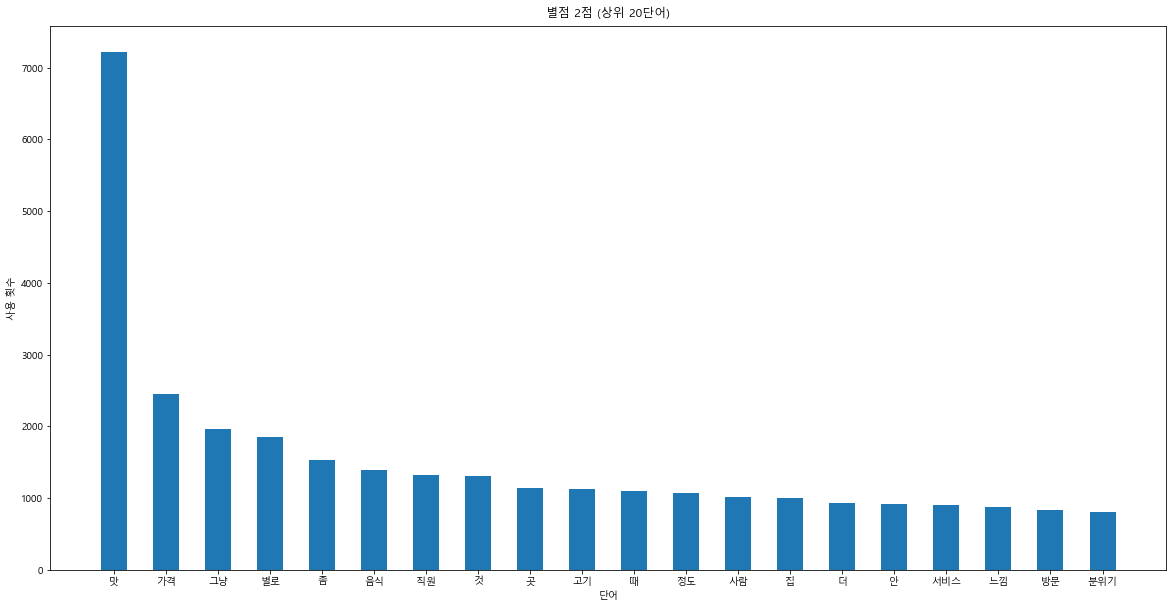 별점 2점 (상위 20단어)
사용 횟수
7000
6000
5000
4000
3000
2000
1000
0
맛 가격 그냥 별로 좀 음식 직원 것 곳 고기 때 정도 사람 집 더 안 서비스 느낌 방문 분위기
단어